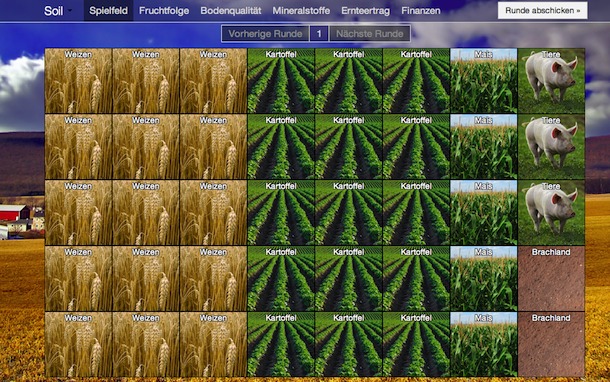 Soil Spielfeld Fruchtfolge Bodenqualität Mineralstoffe Ernteertrag Finanzen Runde abschicken »
Vorherige Runde 1 Nächste Runde
Weizen Weizen Weizen Kartoffel Kartoffel Kartoffel Mais Tiere
Weizen Weizen Weizen Kartoffel Kartoffel Kartoffel Mais Tiere
Weizen Weizen Weizen Kartoffel Kartoffel Kartoffel Mais Tiere
Weizen Weizen Weizen Kartoffel Kartoffel Kartoffel Mais Brachland
Weizen Weizen Weizen Kartoffel Kartoffel Kartoffel Mais Brachland